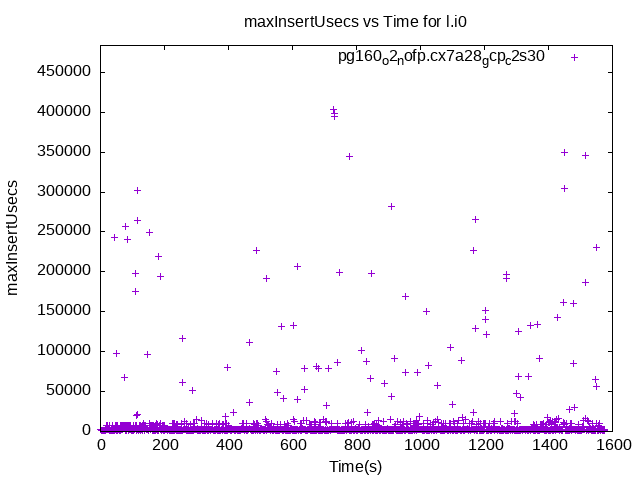 maxInsertUsecs vs Time for l.i0
pg160o2nofp.cx7a28gcpc2s30
450000
400000
350000
300000
250000
200000
150000
100000
50000
0
maxInsertUsecs
0 200 400 600 800 1000 1200 1400 1600
Time(s)